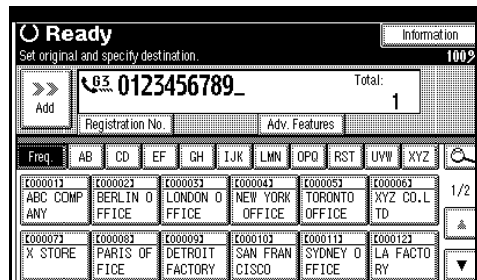 Ready
Information
Set original and specify destination.
100%
Add
G3 0123456789_
Total:
1
Registration No.
Adv. Features
Freq. AB CD EF GH IJK LMN OPQ RST UVW XYZ
[00001] [00002] [00003] [00004] [00005] [00006]
ABC COMP BERLIN O LONDON O NEW YORK TORONTO XYZ CO.L
ANY FFICE FFICE OFFICE OFFICE TD
1/2
[00007] [00008] [00009] [00010] [00011] [00012]
X STORE PARIS OF DETROIT SAN FRAN SYDNEY O LA FACTO
FICE FACTORY CISCO FFICE RY